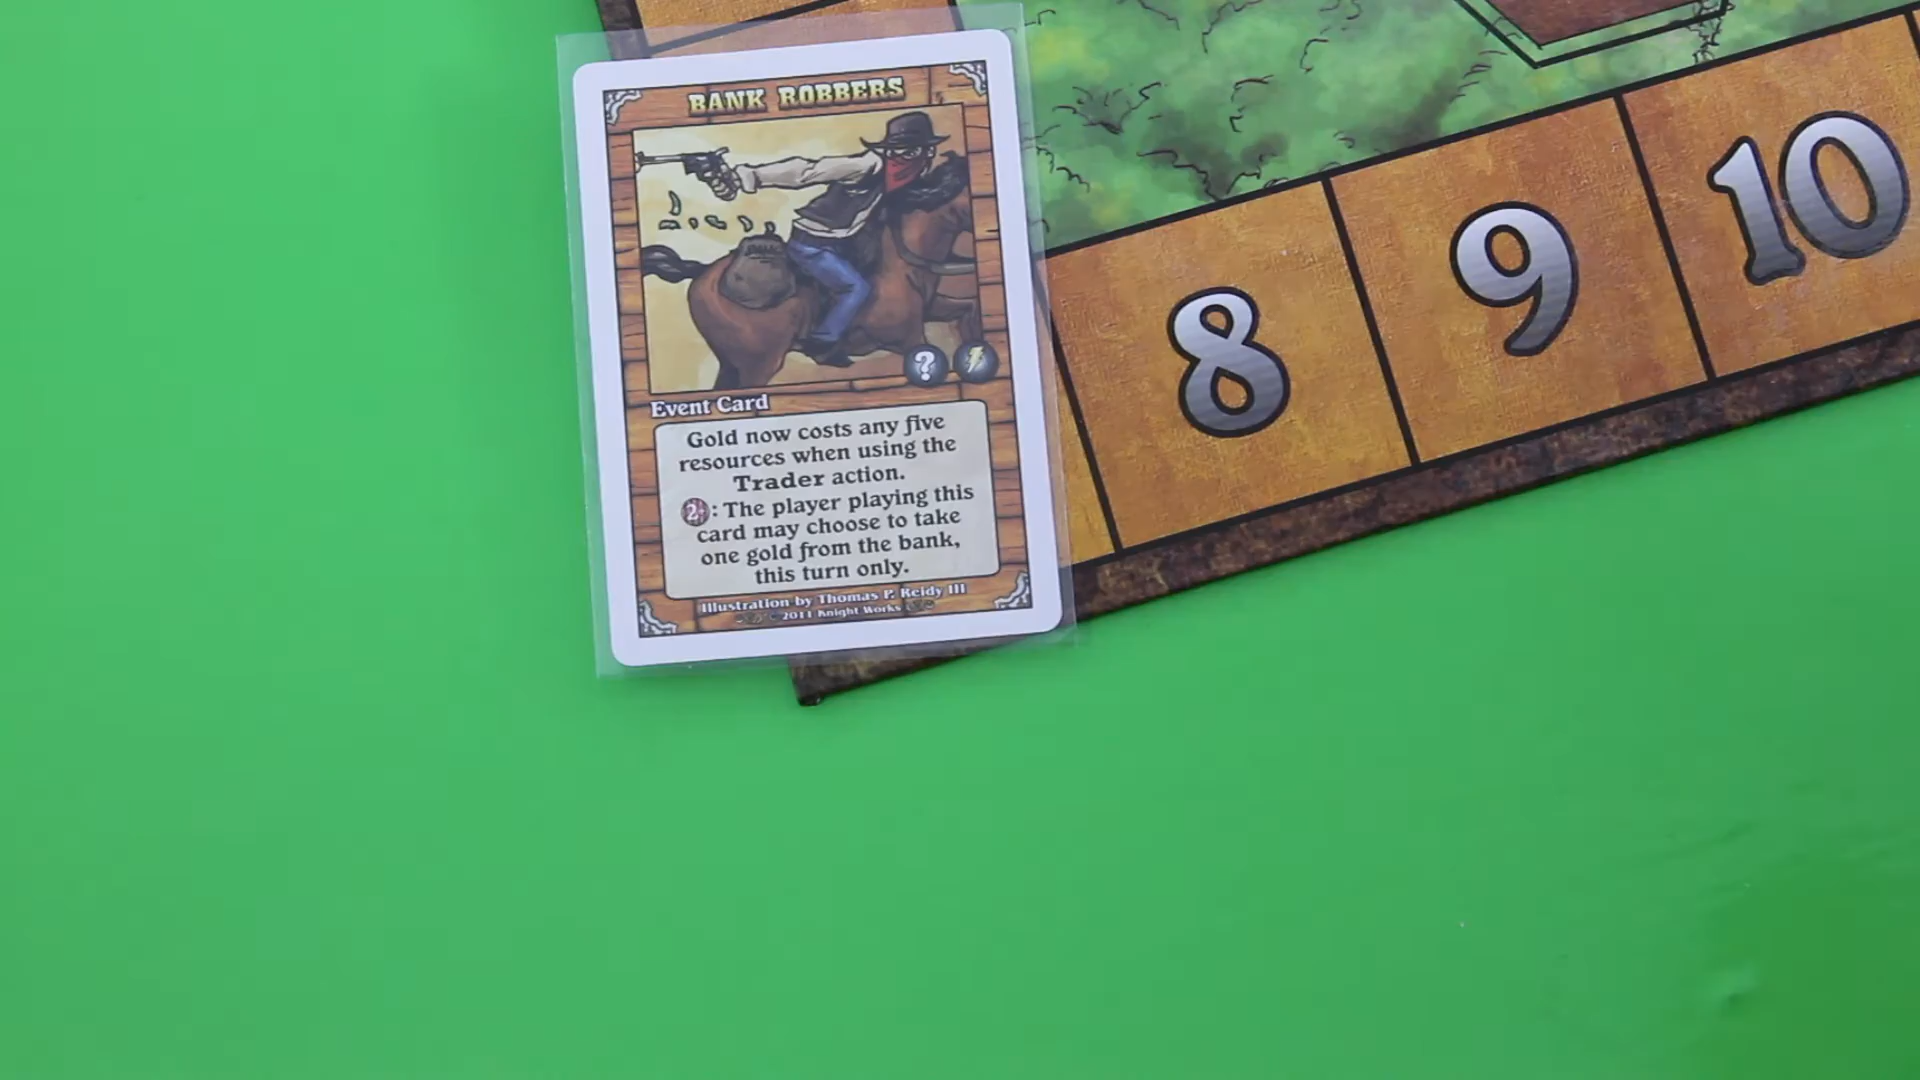 BANK ROBBERS
?
Event Card
Gold now costs any five
resources when using the
Trader action.
2: The player playing this
card may choose to take
one gold from the bank,
this turn only.
Illustration by Thomas P. Reidy III
2011 Knight Works
8
9
10